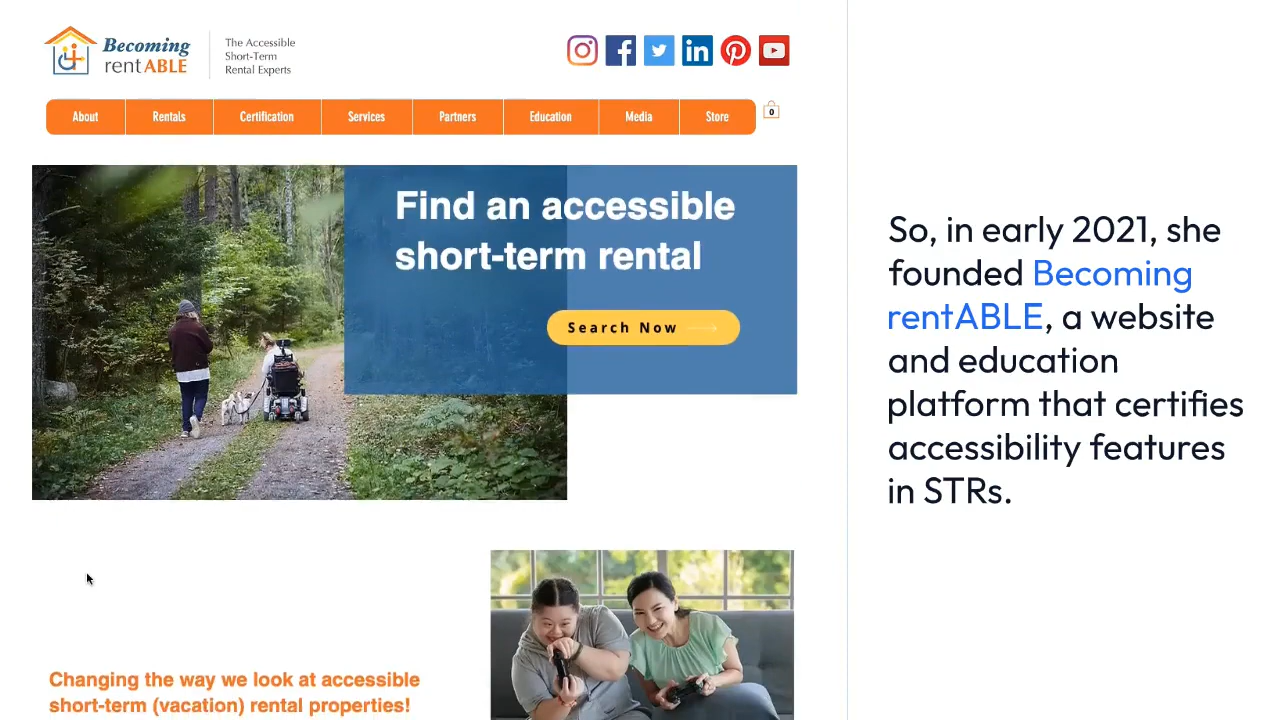 Becoming
rentABLE
The Accessible
Short-Term
Rental Experts
About Rentals Certification Services Partners Education Media Store
0
Find an accessible
short-term rental
Search Now
So, in early 2021, she
founded Becoming
rentABLE, a website
and education
platform that certifies
accessibility features
in STRs.
Changing the way we look at accessible
short-term (vacation) rental properties!